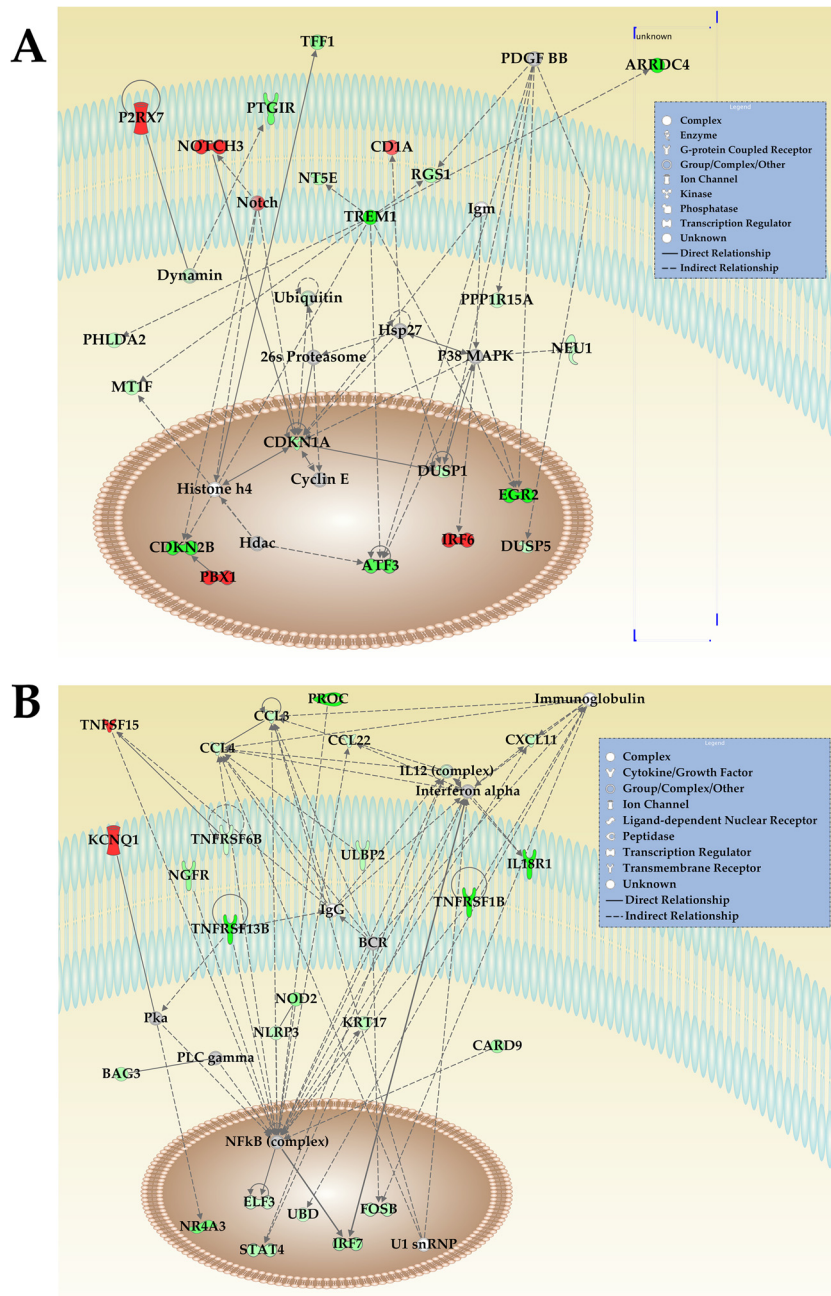 A
TFF1
PDGF BB
unknown
ARRDC4
P2RX7
PTGIR
NOTCH3
CD1A
NT5E
RGS1
Notch
TREM1
Igm
Dynamin
Ubiquitin
PPP1R15A
PHLDA2
Hsp27
26s Proteasome
P38 MAPK
NEU1
MT1F
CDKN1A
DUSP1
Cyclin E
Histone h4
EGR2
CDKN2B
Hdac
IRF6
DUSP5
PBX1
ATF3
Legend
Complex
Enzyme
G-protein Coupled Receptor
Group/Complex/Other
Ion Channel
Kinase
Phosphatase
Transcription Regulator
Unknown
Direct Relationship
Indirect Relationship
B
PROC
Immunoglobulin
TNFSF15
CCL3
CCL4
CCL22
CXCL11
IL12 (complex)
Interferon alpha
KCNQ1
TNFRSF6B
ULBP2
IL18R1
NGFR
TNFRSF1B
TNFRSF13B
IgG
BCR
NOD2
Pka
NLRP3
KRT17
PLC gamma
CARD9
BAG3
NFkB (complex)
ELF3
UBD
FOSB
NR4A3
STAT4
IRF7
U1 snRNP
Legend
Complex
Cytokine/Growth Factor
Group/Complex/Other
Ion Channel
Ligand-dependent Nuclear Receptor
Peptidase
Transcription Regulator
Transmembrane Receptor
Unknown
Direct Relationship
Indirect Relationship